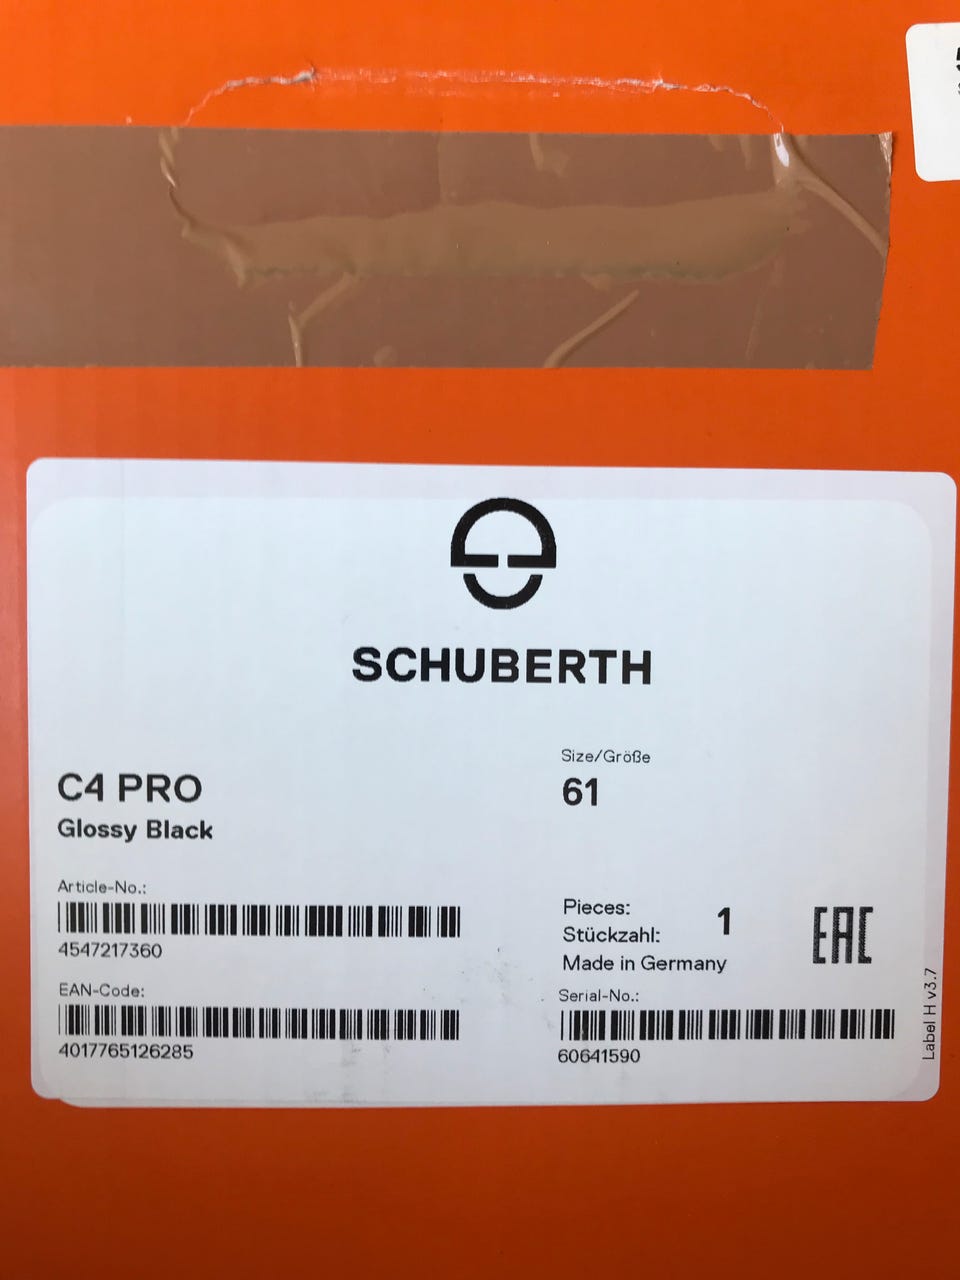 SCHUBERTH
C4 PRO
Glossy Black
Size/Größe
61
Article-No.:
4547217360
EAN-Code:
4017765126285
Pieces:
Stückzahl:
1
Made in Germany
EAC
Serial-No.:
60641590
Label H v3.7